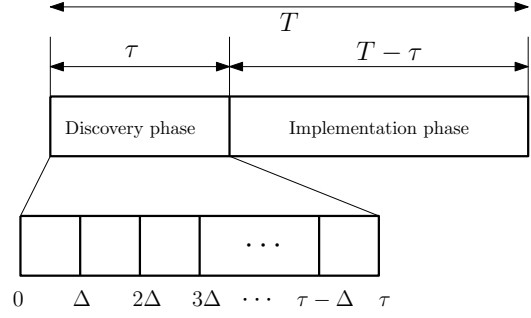 T
τ T − τ
Discovery phase Implementation phase
· · ·
0 Δ 2Δ 3Δ · · · τ − Δ τ